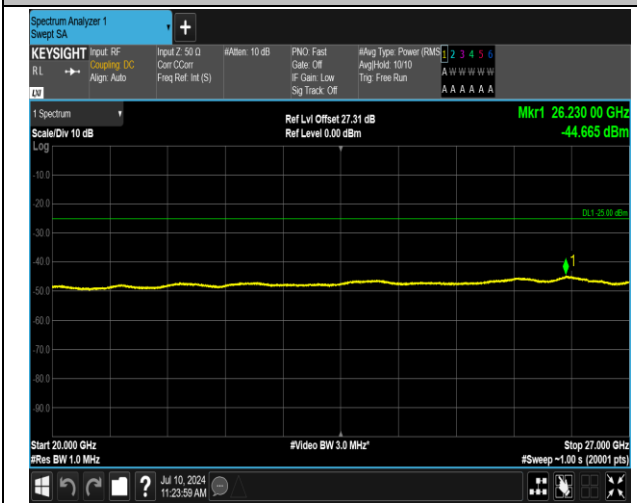 Spectrum Analyzer 1
Swept SA
+
KEYSIGHT
RL
LXI
Input: RF
Coupling: DC
Align: Auto
Input Z: 50 Ω
Corr CCorr
Freq Ref: Int (S)
#Atten: 10 dB
PNO: Fast
Gate: Off
IF Gain: Low
Sig Track: Off
#Avg Type: Power (RMS
Avg|Hold: 10/10
Trig: Free Run
1 2 3 4 5 6
A W W W W W
A A A A A A
1 Spectrum
Scale/Div 10 dB
Log
Ref Lvl Offset 27.31 dB
Ref Level 0.00 dBm
Mkr1 26.230 00 GHz
-44.665 dBm
-10.0
-20.0
DL1 -25.00 dBm
-30.0
-40.0
1
-50.0
-60.0
-70.0
-80.0
-90.0
Start 20.000 GHz
#Video BW 3.0 MHz*
Stop 27.000 GHz
#Res BW 1.0 MHz
#Sweep ~1.00 s (20001 pts)
?
Jul 10, 2024
11:23:59 AM